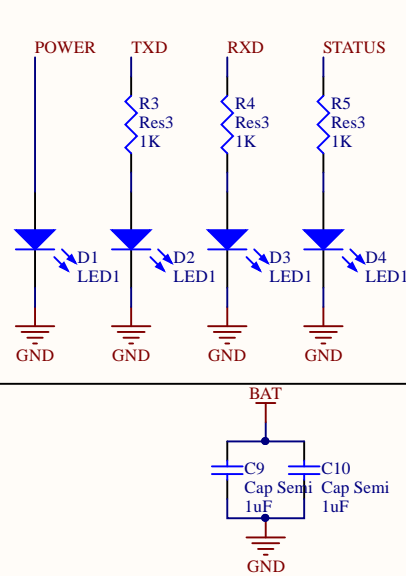 POWER TXD RXD STATUS
R3 R4 R5
Res3 Res3 Res3
1K 1K 1K
D1 D2 D3 D4
LED1 LED1 LED1 LED1
GND GND GND GND
BAT
C9 C10
Cap Semi Cap Semi
1uF 1uF
GND